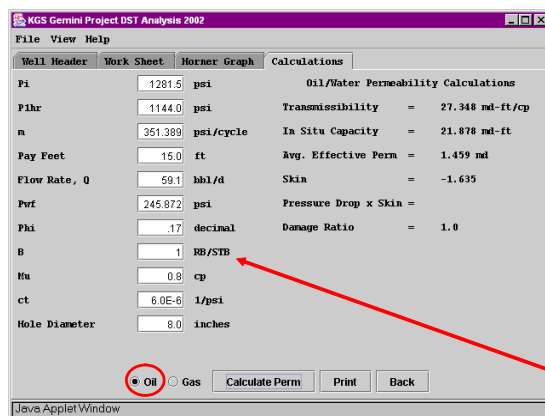 KGS Gemini Project DST Analysis 2002
File View Help
Well Header Work Sheet Horner Graph Calculations
Pi 1281.5 psi Oil/Water Permeability Calculations
P1hr 1144.0 psi Transmissibility = 27.348 md-ft/cp
m 351.389 psi/cycle In Situ Capacity = 21.878 md-ft
Pay Feet 15.0 ft Avg. Effective Perm = 1.459 md
Flow Rate, Q 59.1 bbl/d Skin = -1.635
Pwf 245.872 psi Pressure Drop x Skin =
Phi .17 decimal Damage Ratio = 1.0
B 1 RB/STB
Mu 0.8 cp
ct 6.0E-6 1/psi
Hole Diameter 8.0 inches
Oil Gas Calculate Perm Print Back
Java Applet Window